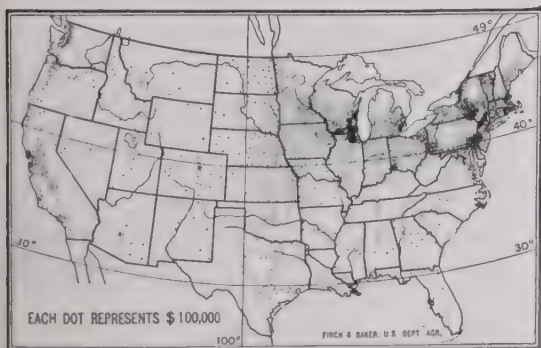 49°
40°
30°
30°
EACH DOT REPRESENTS $100,000
100°
FINCH & BAKER, U S DEPT AGR.